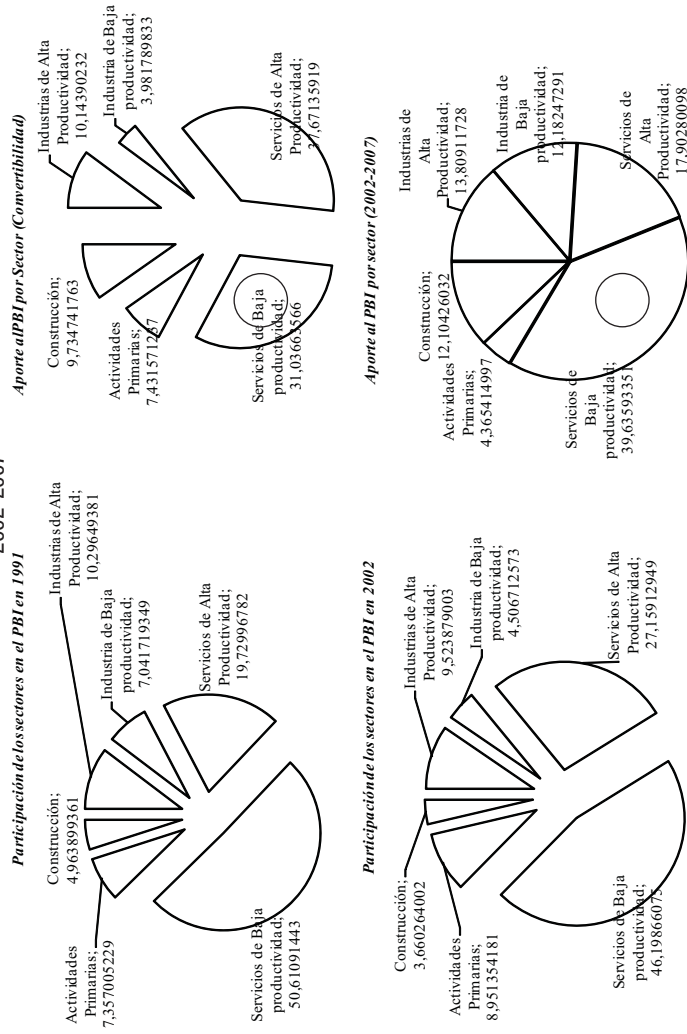 2002-2007
Participación de los sectores en el PBI en 1991
Construcción;
4,963899361
Industrias de Alta
Productividad;
10,29649381
Actividades
Primarias;
7,357005229
Industria de Baja
productividad;
7,041719349
Servicios de Alta
Productividad;
19,72996782
Servicios de Baja
productividad;
50,61091443
Aporte al PBI por Sector (Convertibilidad)
Construcción;
9,734741763
Industrias de Alta
Productividad;
10,14390232
Industria de Baja
productividad;
3,981789833
Actividades
Primarias;
7,431571237
Servicios de Alta
Productividad;
37,67135919
Servicios de Baja
productividad;
31,03663566
Participación de los sectores en el PBI en 2002
Construcción;
3,660264002
Industrias de Alta
Productividad;
9,523879003
Actividades
Primarias;
8,951354181
Industria de Baja
productividad;
4,506712573
Servicios de Alta
Productividad;
27,15912949
Servicios de Baja
productividad;
46,19866075
Aporte al PBI por sector (2002-2007)
Construcción;
12,10426032
Industrias de
Alta
Productividad;
13,80911728
Actividades
Primarias;
4,365414997
Industria de
Baja
productividad;
12,18247291
Servicios de
Alta
Productividad;
17,90280098
Servicios de
Baja
productividad;
39,63593351